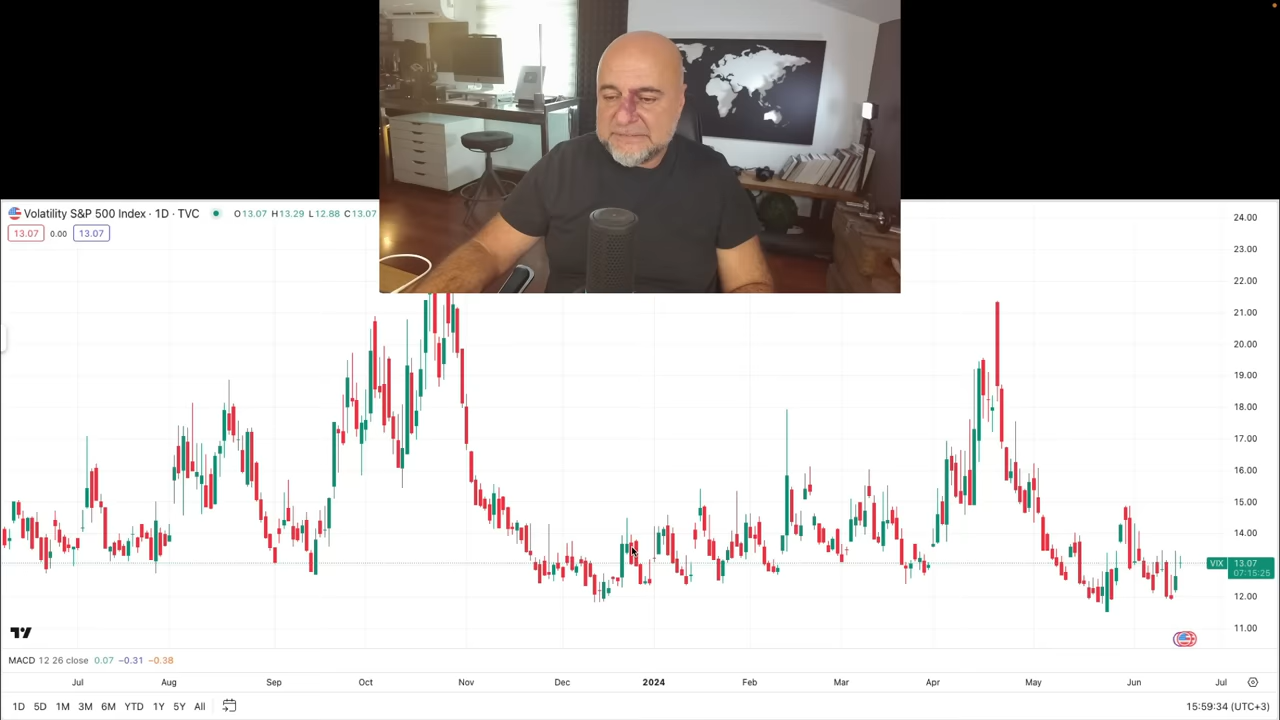 Volatility S&P 500 Index · 1D · TVC O13.07 H13.29 L12.88 C13.07
13.07 0.00 13.07
24.00
23.00
22.00
21.00
20.00
19.00
18.00
17.00
16.00
15.00
14.00
VIX 13.07
07:15:25
12.00
11.00
MACD 12 26 close 0.07 −0.31 −0.38
Jul Aug Sep Oct Nov Dec 2024 Feb Mar Apr May Jun Jul
1D 5D 1M 3M 6M YTD 1Y 5Y All 15:59:34 (UTC+3)